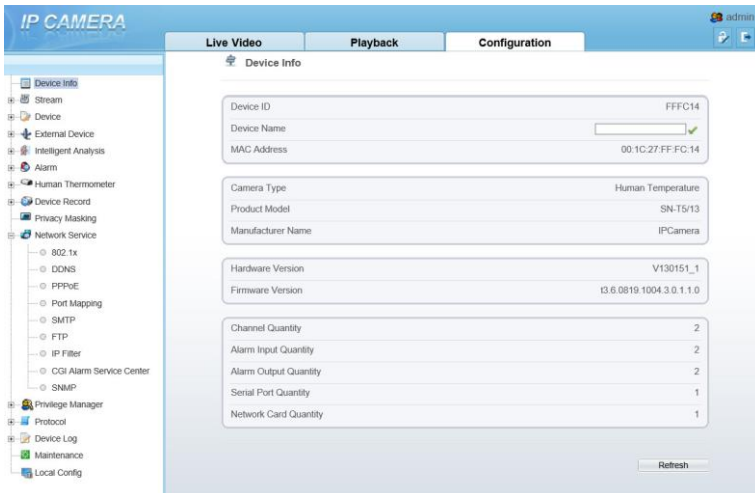 IP CAMERA
admin
Live Video Playback Configuration
Device Info
Stream
Device
External Device
Intelligent Analysis
Alarm
Human Thermometer
Device Record
Privacy Masking
Network Service
802.1x
DDNS
PPPoE
Port Mapping
SMTP
FTP
IP Filter
CGI Alarm Service Center
SNMP
Privilege Manager
Protocol
Device Log
Maintenance
Local Config
Device Info
Device ID FFFC14
Device Name
MAC Address 00:1C:27:FF:FC:14
Camera Type Human Temperature
Product Model SN-T5/13
Manufacturer Name IPCamera
Hardware Version V130151_1
Firmware Version t3.6.0819.1004.3.0.1.1.0
Channel Quantity 2
Alarm Input Quantity 2
Alarm Output Quantity 2
Serial Port Quantity 1
Network Card Quantity 1
Refresh